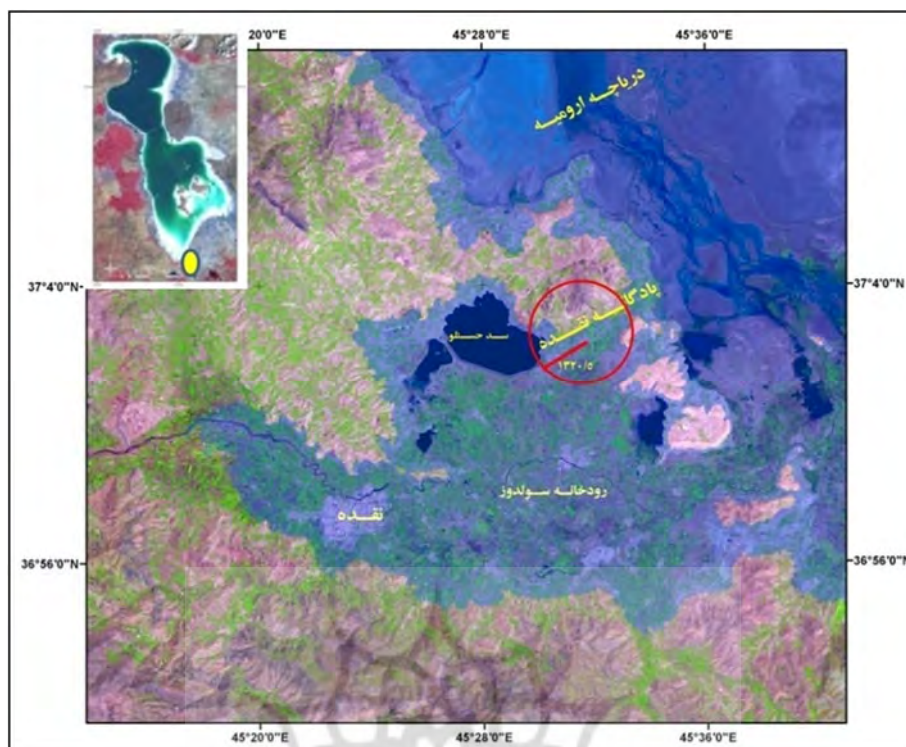 20'0"E
45°28'0"E
45°36'0"E
دریاچه ارومیه
37°4'0"N
37°4'0"N
پادگانه نقده
سد حسنلو
۱۳۲۰/۵
رودخانه سولدوز
نقده
36°56'0"N
36°56'0"N
45°20'0"E
45°28'0"E
45°36'0"E